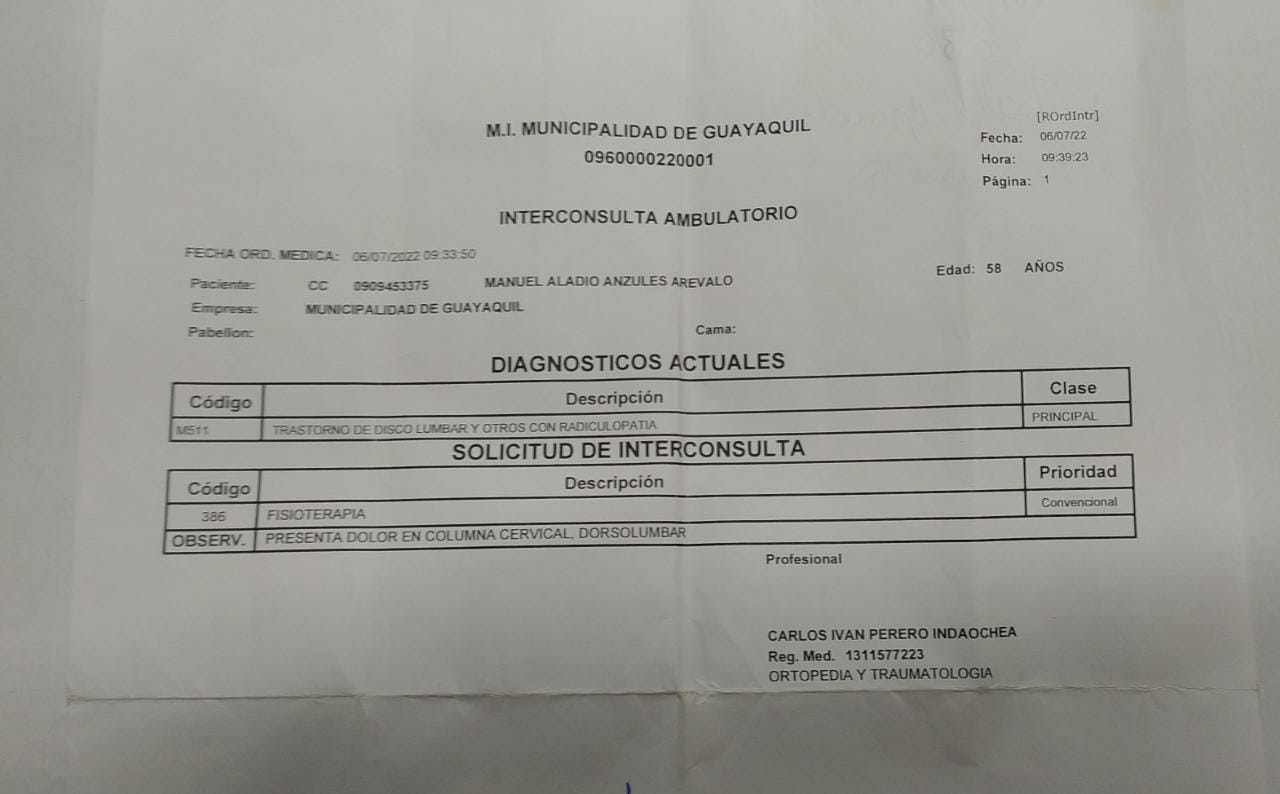 [ROrdIntr]
M.I. MUNICIPALIDAD DE GUAYAQUIL
Fecha: 06/07/22
0960000220001
Hora: 09:39:23
Página: 1
INTERCONSULTA AMBULATORIO
FECHA ORD. MEDICA: 06/07/2022 09:33:50
Paciente: CC 0909453375 MANUEL ALADIO ANZULES AREVALO Edad: 58 AÑOS
Empresa: MUNICIPALIDAD DE GUAYAQUIL
Pabellon: Cama:
DIAGNOSTICOS ACTUALES
Código Descripción Clase
M511 TRASTORNO DE DISCO LUMBAR Y OTROS CON RADICULOPATIA PRINCIPAL
SOLICITUD DE INTERCONSULTA
Código Descripción Prioridad
386 FISIOTERAPIA Convencional
OBSERV. PRESENTA DOLOR EN COLUMNA CERVICAL, DORSOLUMBAR
Profesional
CARLOS IVAN PERERO INDAOCHEA
Reg. Med. 1311577223
ORTOPEDIA Y TRAUMATOLOGIA